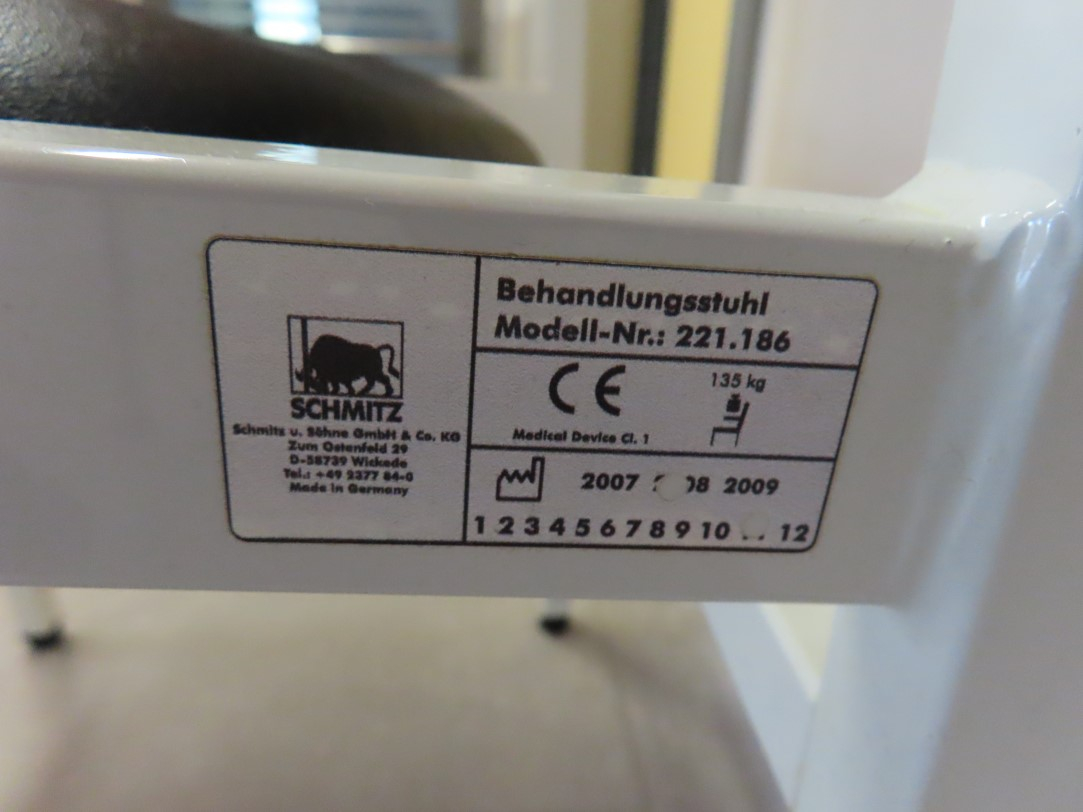 SCHMITZ
Schmitz u. Söhne GmbH & Co. KG
Zum Ostenfeld 29
D-58739 Wickede
Tel.: +49 2377 84-0
Made in Germany
Behandlungsstuhl
Modell-Nr.: 221.186
CE
135 kg
Medical Device Cl. 1
2007 08 2009
1 2 3 4 5 6 7 8 9 10 12